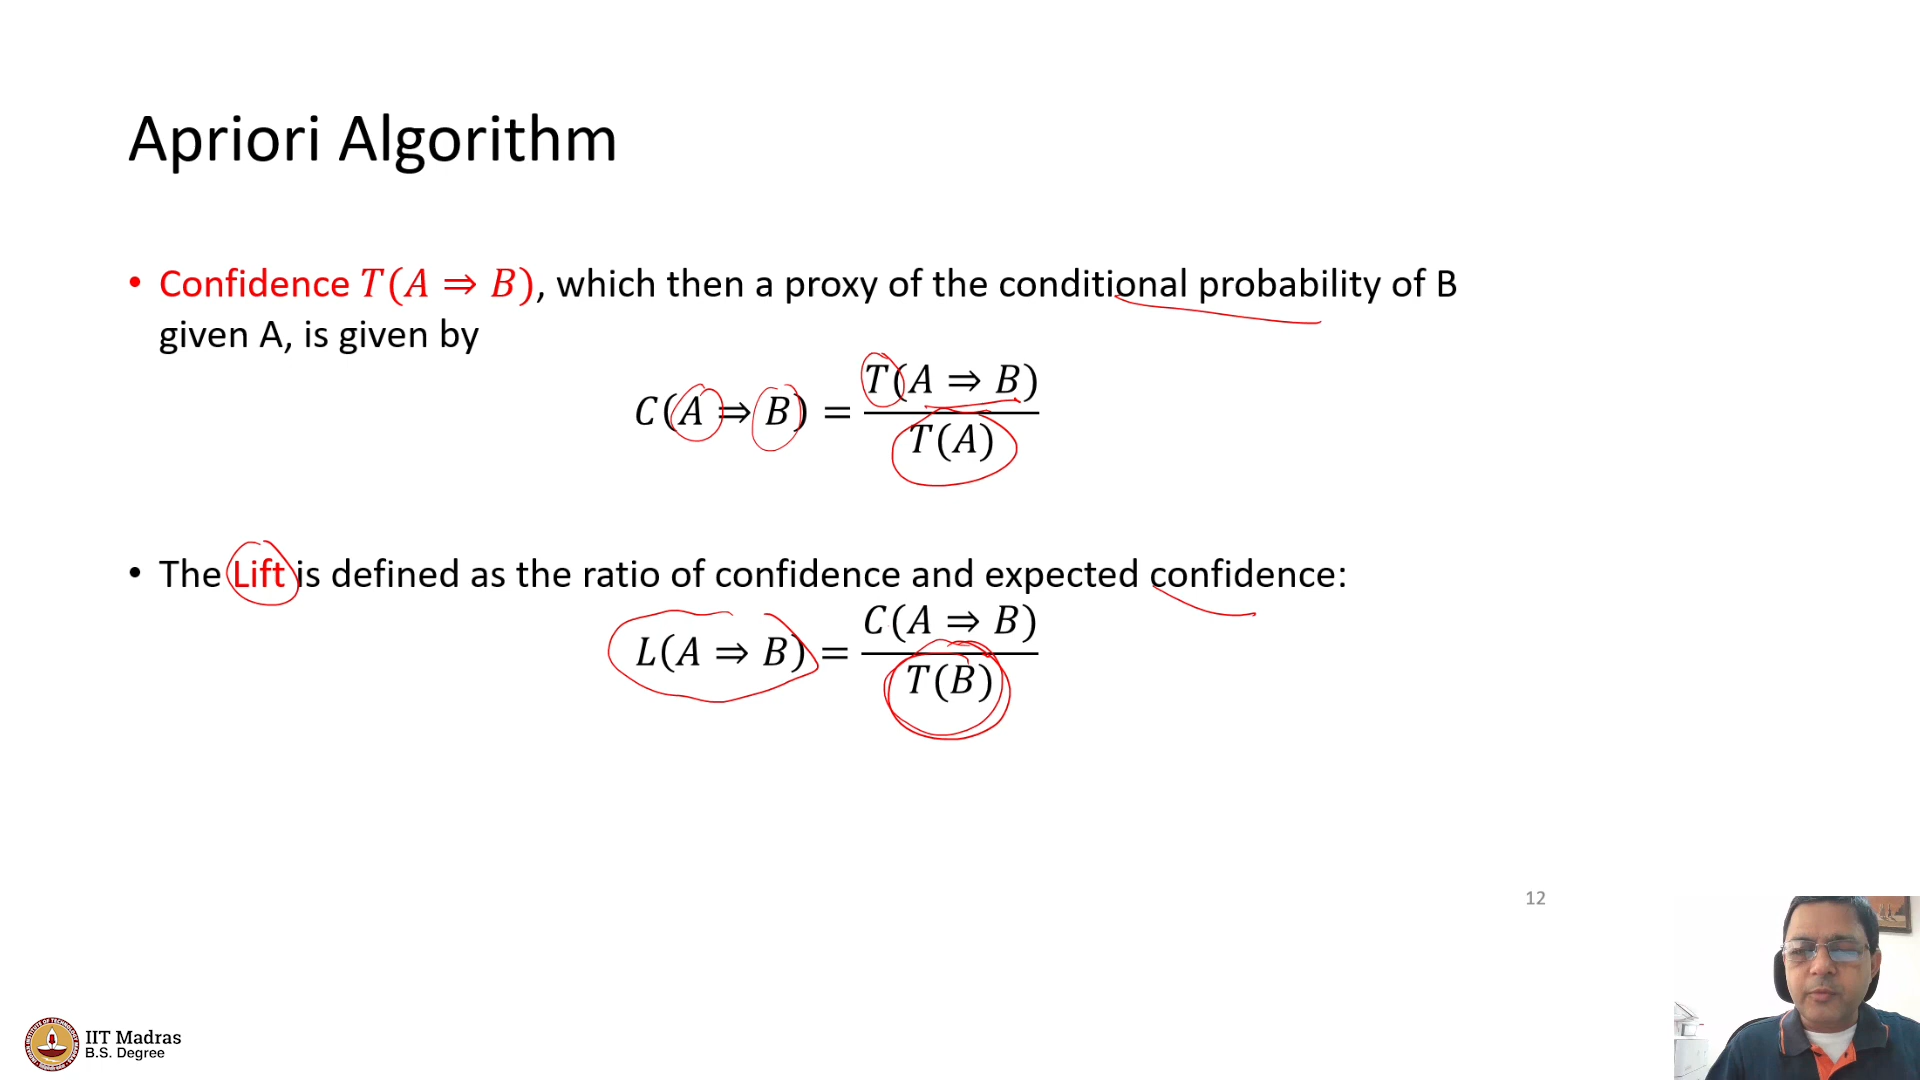 Apriori Algorithm
• Confidence T(A ⇒ B), which then a proxy of the conditional probability of B
given A, is given by
C(A ⇒ B) = T(A ⇒ B) / T(A)
• The Lift is defined as the ratio of confidence and expected confidence:
L(A ⇒ B) = C(A ⇒ B) / T(B)
12
IIT Madras
B.S. Degree